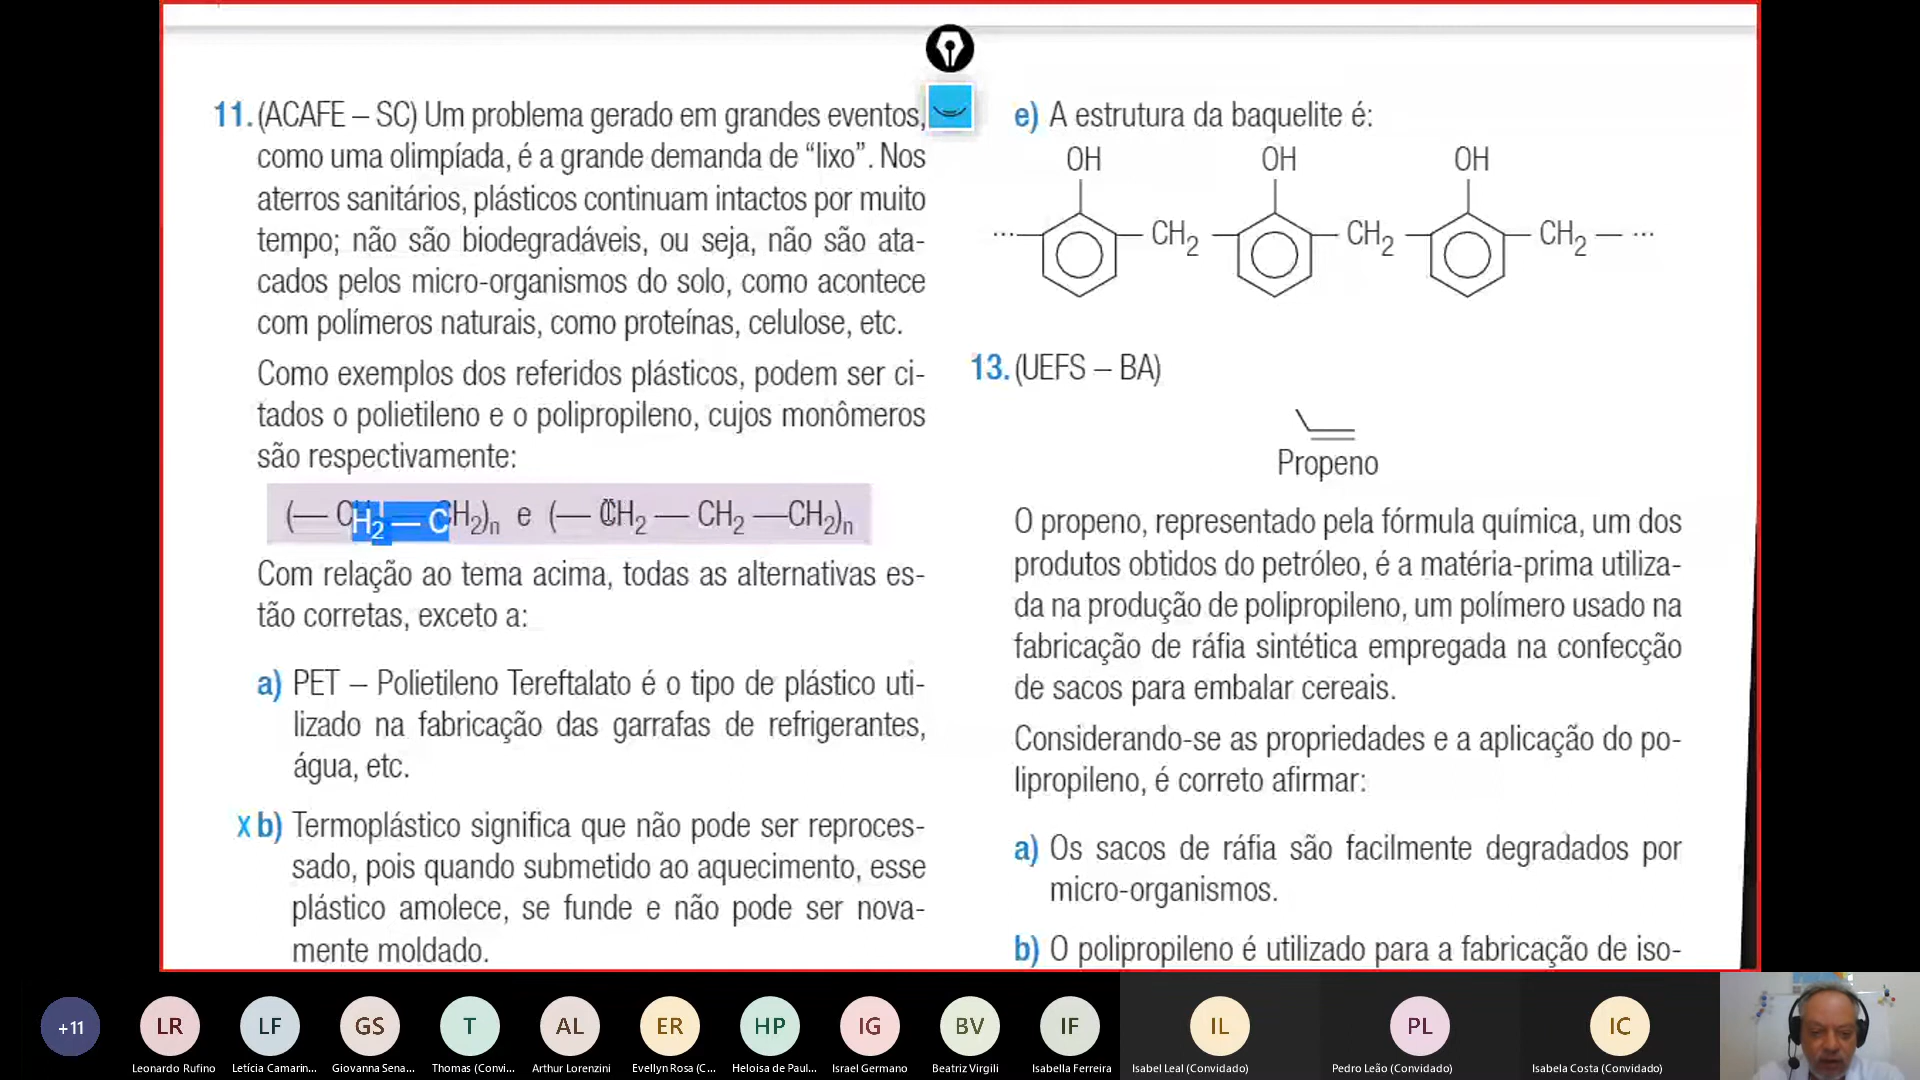 11. (ACAFE – SC) Um problema gerado em grandes eventos,
como uma olimpíada, é a grande demanda de “lixo”. Nos
aterros sanitários, plásticos continuam intactos por muito
tempo; não são biodegradáveis, ou seja, não são ata-
cados pelos micro-organismos do solo, como acontece
com polímeros naturais, como proteínas, celulose, etc.
Como exemplos dos referidos plásticos, podem ser ci-
tados o polietileno e o polipropileno, cujos monômeros
são respectivamente:
(— CH₂ — CH₂)ₙ e (— CH₂ — CH₂ —CH₂)ₙ
Com relação ao tema acima, todas as alternativas es-
tão corretas, exceto a:
a) PET – Polietileno Tereftalato é o tipo de plástico uti-
lizado na fabricação das garrafas de refrigerantes,
água, etc.
X b) Termoplástico significa que não pode ser reproces-
sado, pois quando submetido ao aquecimento, esse
plástico amolece, se funde e não pode ser nova-
mente moldado.
e) A estrutura da baquelite é:
OH OH OH
··· CH₂ CH₂ CH₂ — ···
13. (UEFS – BA)
Propeno
O propeno, representado pela fórmula química, um dos
produtos obtidos do petróleo, é a matéria-prima utiliza-
da na produção de polipropileno, um polímero usado na
fabricação de ráfia sintética empregada na confecção
de sacos para embalar cereais.
Considerando-se as propriedades e a aplicação do po-
lipropileno, é correto afirmar:
a) Os sacos de ráfia são facilmente degradados por
micro-organismos.
b) O polipropileno é utilizado para a fabricação de iso-
+11 LR LF GS T AL ER HP IG BV IF IL PL IC
Leonardo Rufino Letícia Camarin... Giovanna Sena... Thomas (Convi... Arthur Lorenzini Evellyn Rosa (C... Heloisa de Paul... Israel Germano Beatriz Virgili Isabella Ferreira Isabel Leal (Convidado) Pedro Leão (Convidado) Isabela Costa (Convidado)